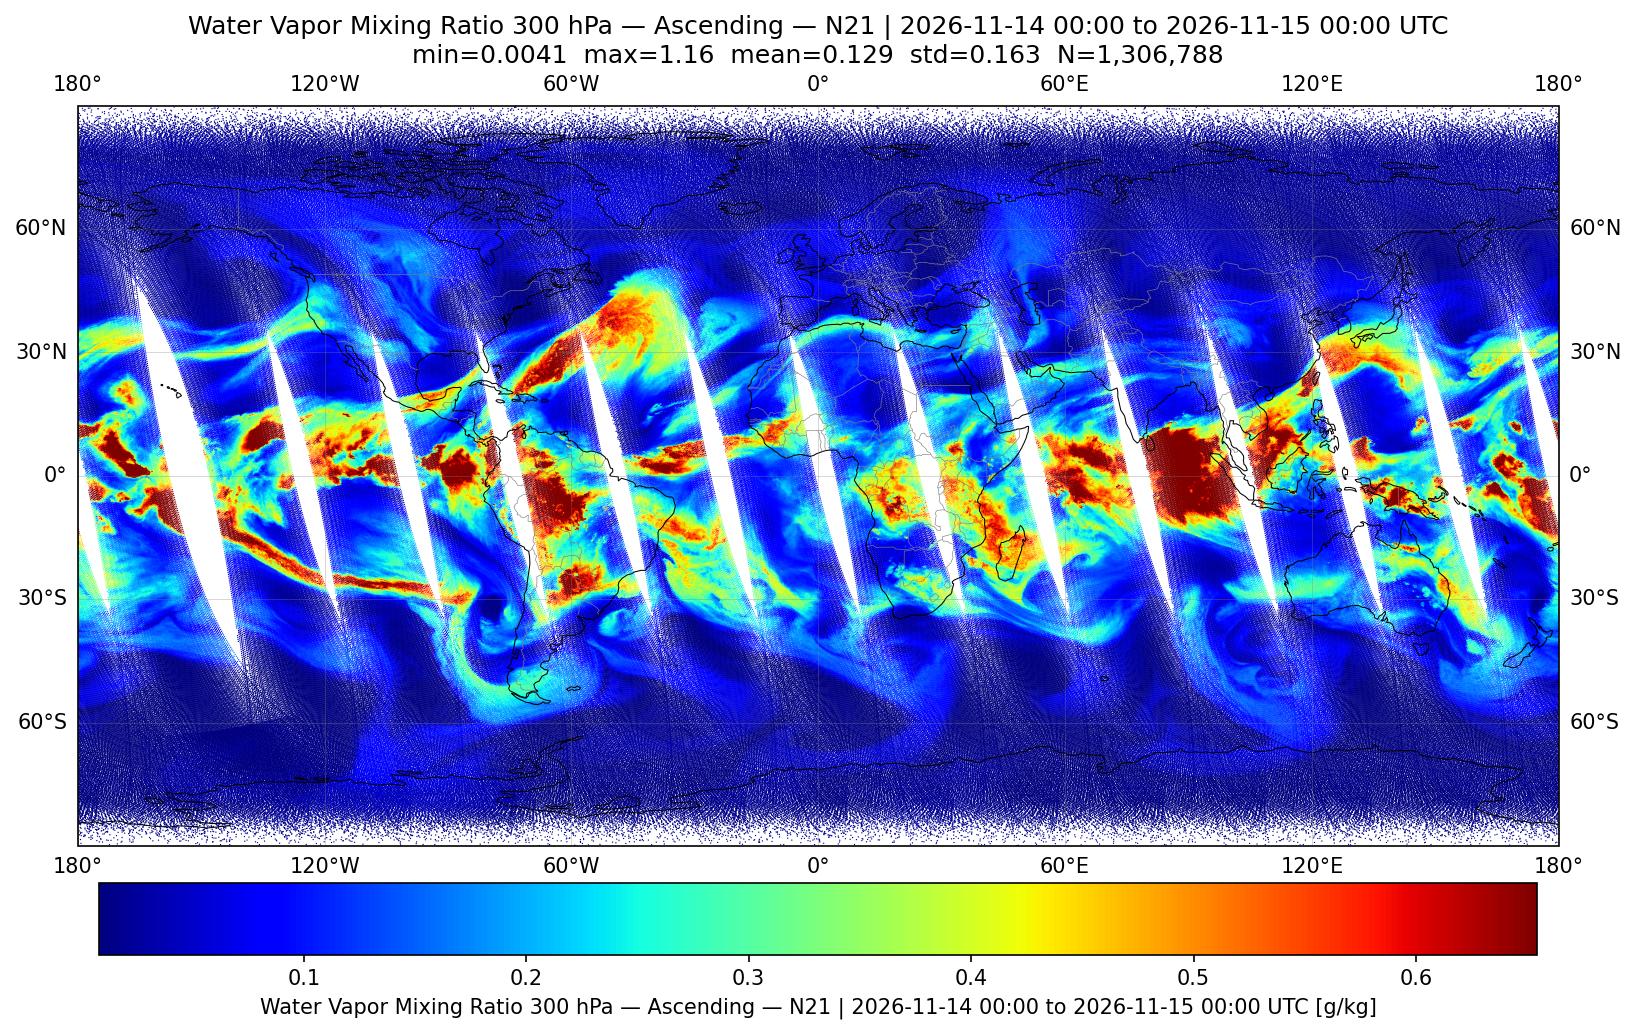 Water Vapor Mixing Ratio 300 hPa — Ascending — N21 | 2026-11-14 00:00 to 2026-11-15 00:00 UTC
min=0.0041 max=1.16 mean=0.129 std=0.163 N=1,306,788
180° 120°W 60°W 0° 60°E 120°E 180°
60°N 60°N
30°N 30°N
0° 0°
30°S 30°S
60°S 60°S
180° 120°W 60°W 0° 60°E 120°E 180°
0.1 0.2 0.3 0.4 0.5 0.6
Water Vapor Mixing Ratio 300 hPa — Ascending — N21 | 2026-11-14 00:00 to 2026-11-15 00:00 UTC [g/kg]